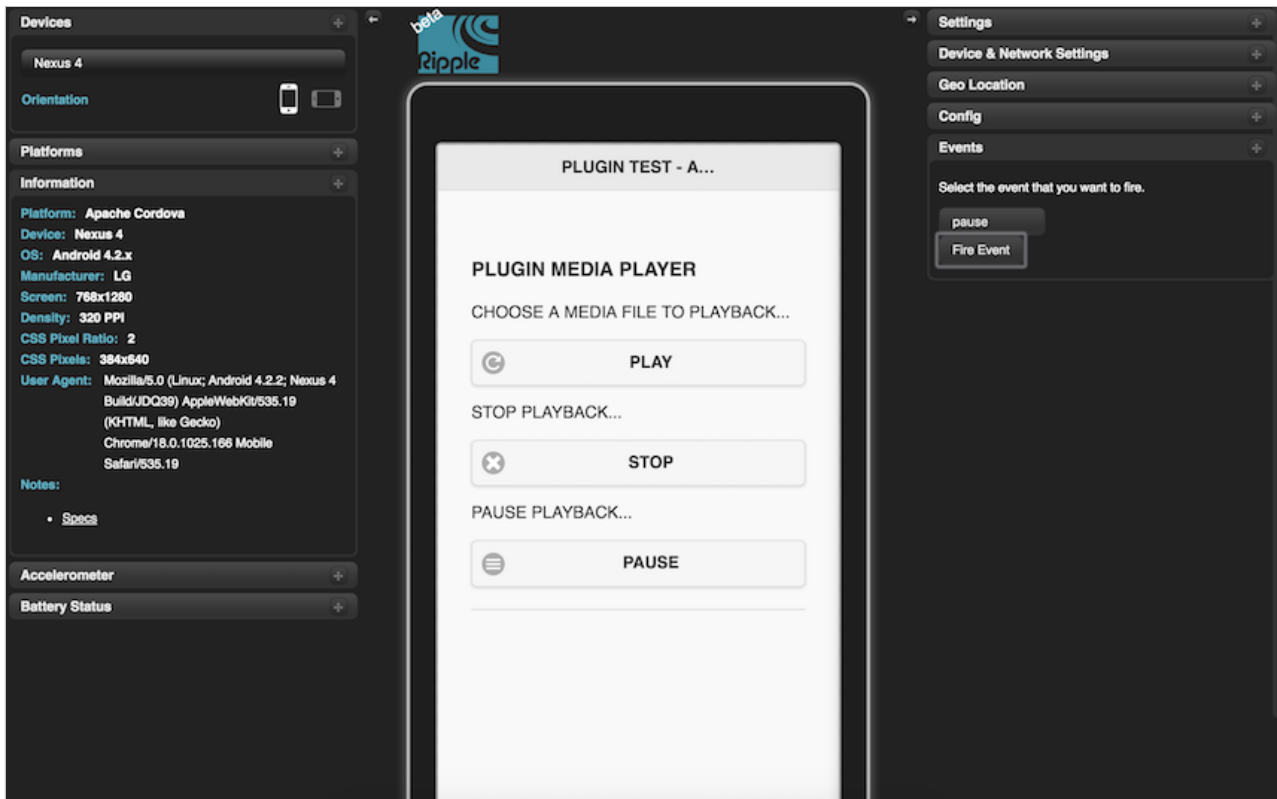 Devices
Nexus 4
Orientation
Platforms
Information
Platform: Apache Cordova
Device: Nexus 4
OS: Android 4.2.x
Manufacturer: LG
Screen: 768x1280
Density: 320 PPI
CSS Pixel Ratio: 2
CSS Pixels: 384x640
User Agent: Mozilla/5.0 (Linux; Android 4.2.2; Nexus 4
Build/JDQ39) AppleWebKit/535.19
(KHTML, like Gecko)
Chrome/18.0.1025.166 Mobile
Safari/535.19
Notes:
Specs
Accelerometer
Battery Status
beta
Ripple
PLUGIN TEST - A...
PLUGIN MEDIA PLAYER
CHOOSE A MEDIA FILE TO PLAYBACK...
PLAY
STOP PLAYBACK...
STOP
PAUSE PLAYBACK...
PAUSE
Settings
Device & Network Settings
Geo Location
Config
Events
Select the event that you want to fire.
pause
Fire Event